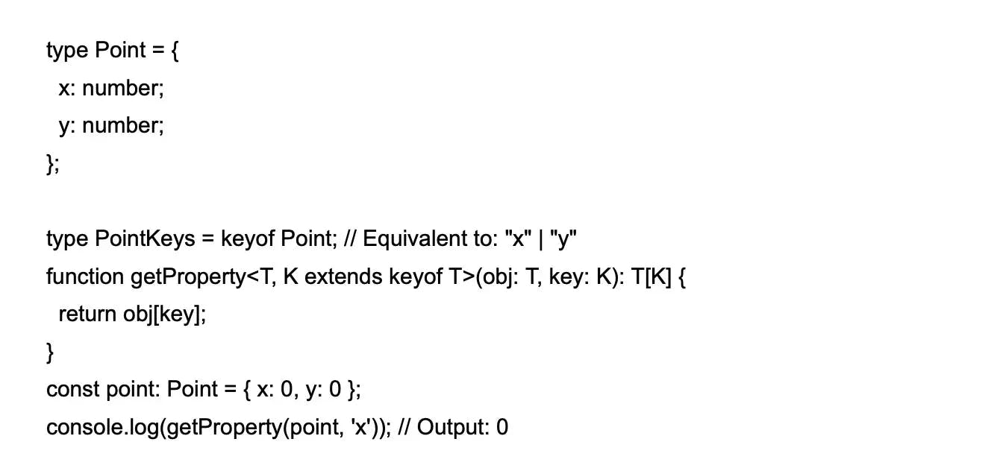 type Point = {
  x: number;
  y: number;
};

type PointKeys = keyof Point; // Equivalent to: "x" | "y"
function getProperty<T, K extends keyof T>(obj: T, key: K): T[K] {
  return obj[key];
}
const point: Point = { x: 0, y: 0 };
console.log(getProperty(point, 'x')); // Output: 0